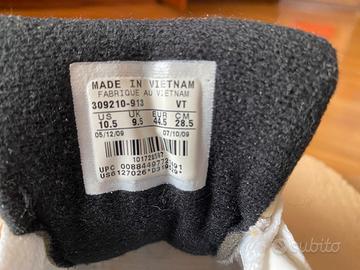 MADE IN VIETNAM
FABRIQUE AU VIETNAM
309210-913 VT
US UK EUR CM
10.5 9.5 44.5 28.5
05/12/09 07/10/09
UPC
subito